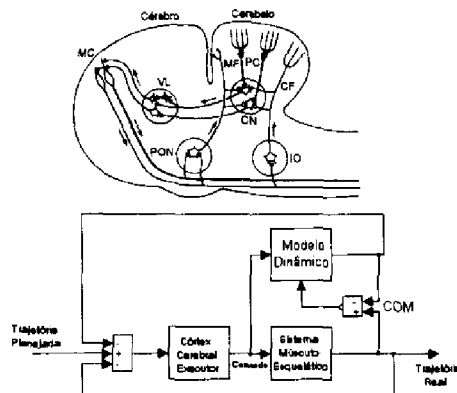 Cérebro
Cerebelo
MC
MF
PC
VL
CF
CN
PON
IO
Modelo
Dinâmico
COM
Trajetória
Planejada
Córtex
Cerebral
Executor
Comando
Sistema
Músculo
Esquelético
Trajetória
Real